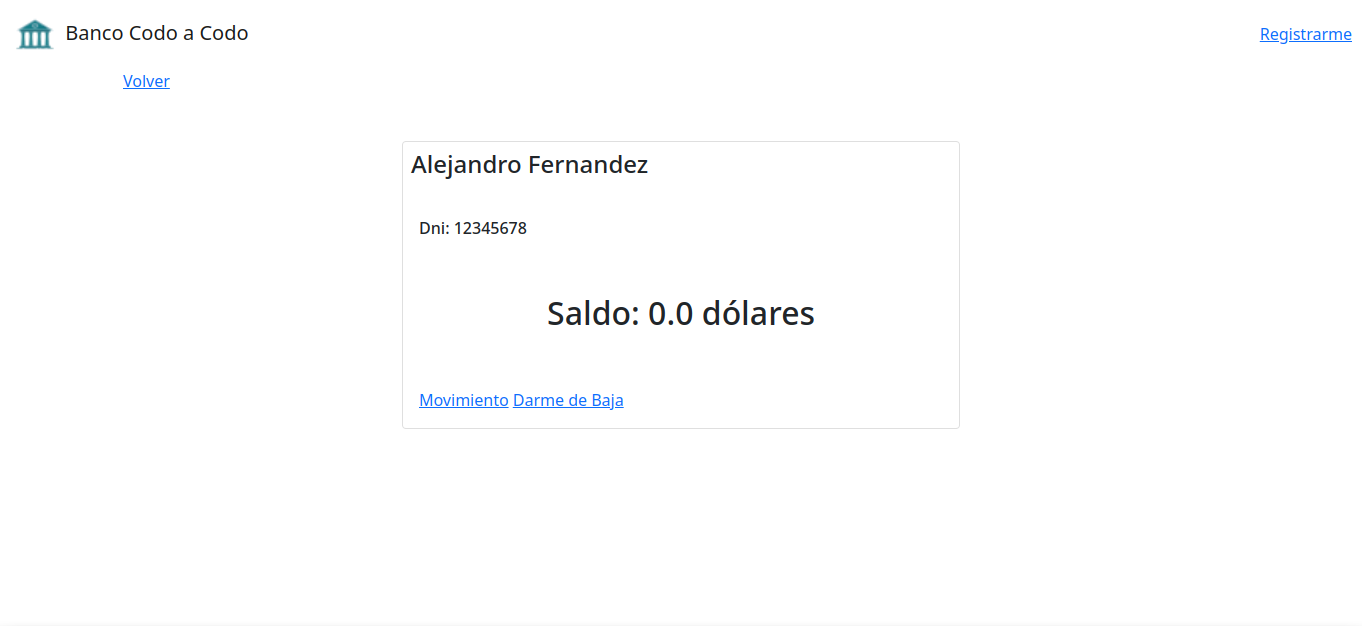 Banco Codo a Codo
Registrarme
Volver
Alejandro Fernandez
Dni: 12345678
Saldo: 0.0 dólares
Movimiento Darme de Baja